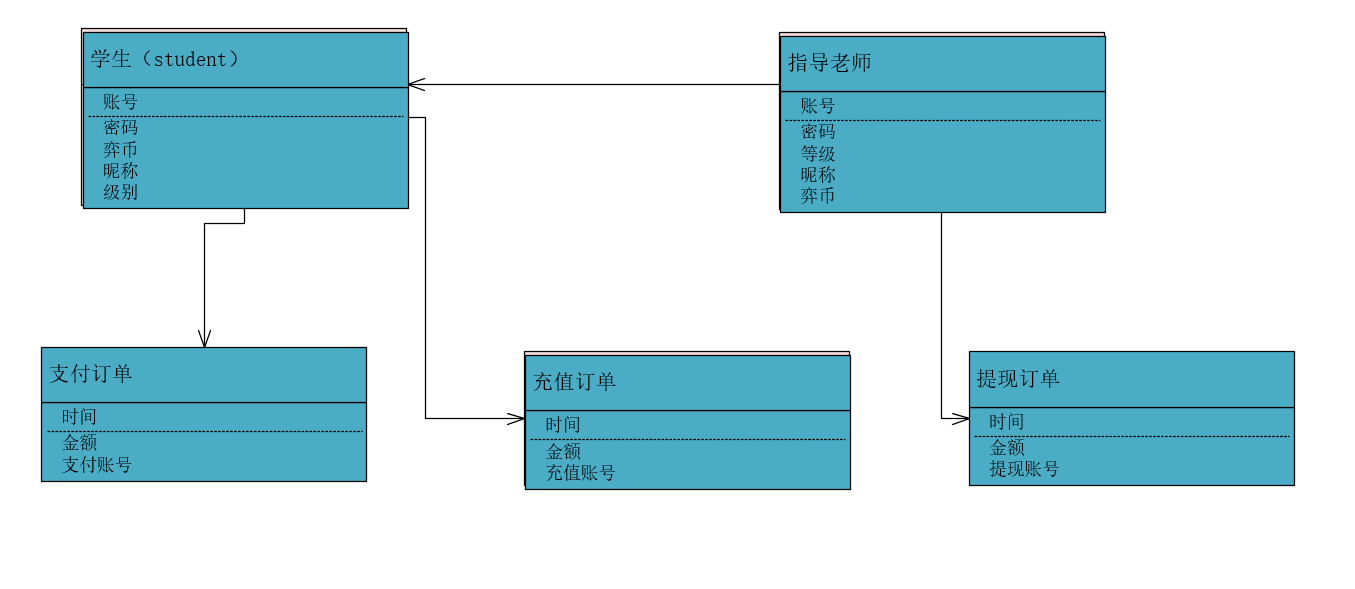 学生（student）
账号
密码
弈币
昵称
级别
指导老师
账号
密码
等级
昵称
弈币
支付订单
时间
金额
支付账号
充值订单
时间
金额
充值账号
提现订单
时间
金额
提现账号